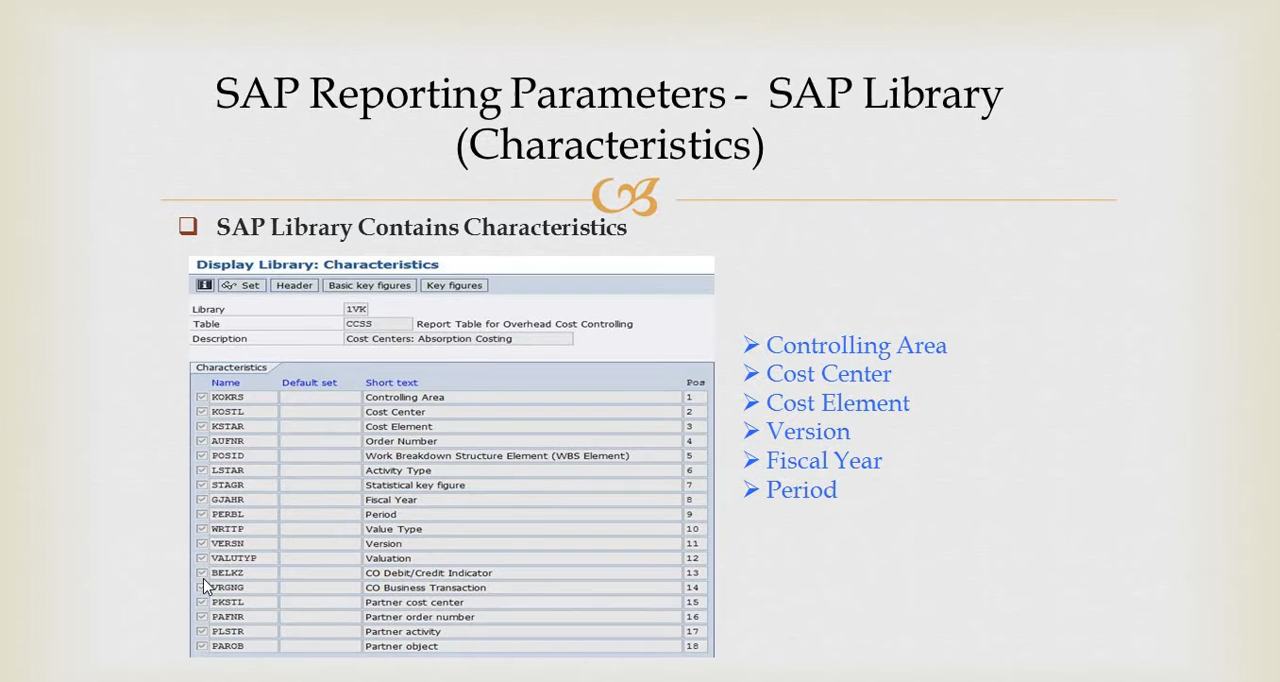 SAP Reporting Parameters - SAP Library
(Characteristics)
SAP Library Contains Characteristics
Display Library: Characteristics
Set Header Basic key figures Key figures
Library 1VK
Table CCSS Report Table for Overhead Cost Controlling
Description Cost Centers: Absorption Costing
Characteristics
Name Default set Short text Pos
KOKRS Controlling Area 1
KOSTL Cost Center 2
KSTAR Cost Element 3
AUFNR Order Number 4
POSID Work Breakdown Structure Element (WBS Element) 5
LSTAR Activity Type 6
STAGR Statistical key figure 7
GJAHR Fiscal Year 8
PERBL Period 9
WRTTP Value Type 10
VERSN Version 11
VALUTYP Valuation 12
BELKZ CO Debit/Credit Indicator 13
VRGNG CO Business Transaction 14
PKSTL Partner cost center 15
PAFNR Partner order number 16
PLSTR Partner activity 17
PAROB Partner object 18
Controlling Area
Cost Center
Cost Element
Version
Fiscal Year
Period